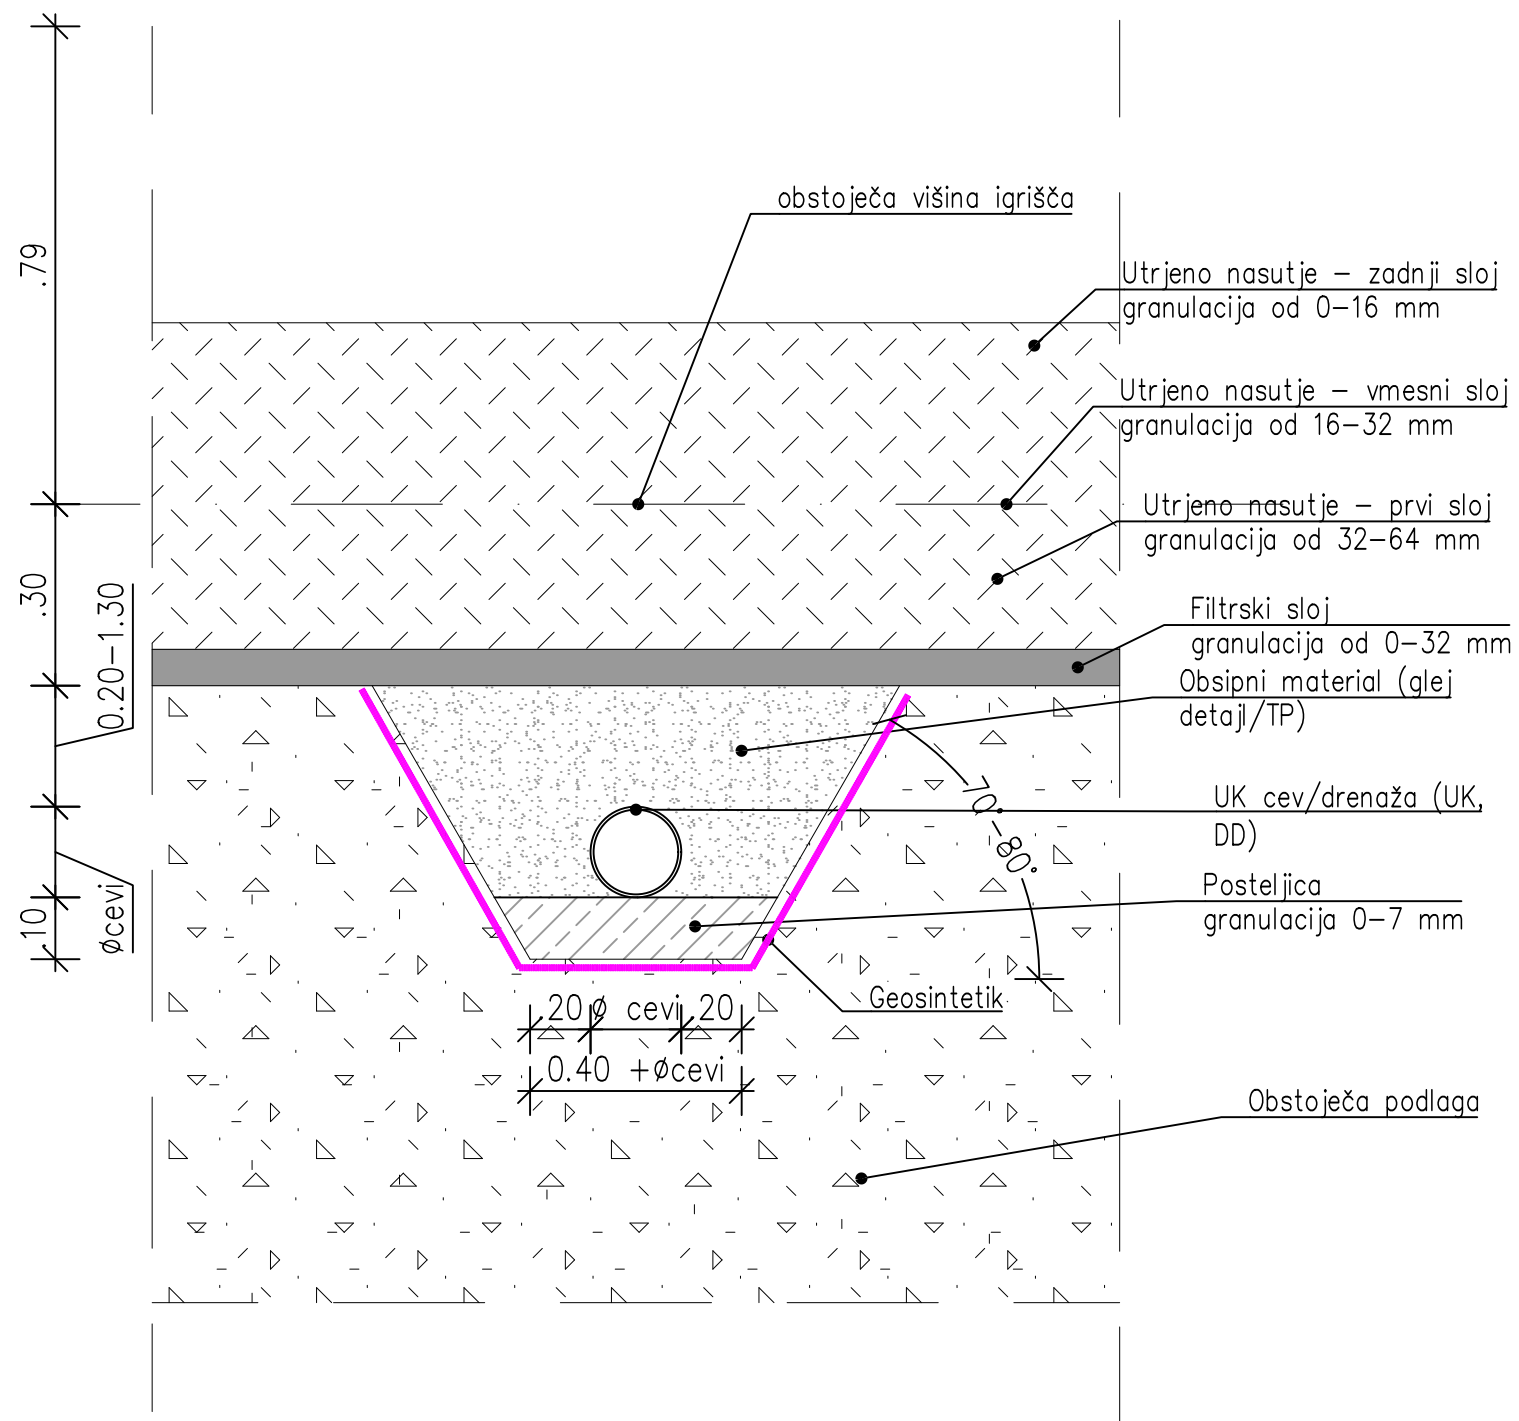 obstoječa višina igrišča
Utrjeno nasutje – zadnji sloj
granulacija od 0–16 mm
Utrjeno nasutje – vmesni sloj
granulacija od 16–32 mm
Utrjeno nasutje – prvi sloj
granulacija od 32–64 mm
Filtrski sloj
granulacija od 0–32 mm
Obsipni material (glej
detajl/TP)
UK cev/drenaža (UK,
DD)
Posteljica
granulacija 0–7 mm
Geosintetik
Obstoječa podlaga
.79
.30
0.20–1.30
.10
øcevi
70°–80°
.20
ø cevi
.20
0.40 +øcevi